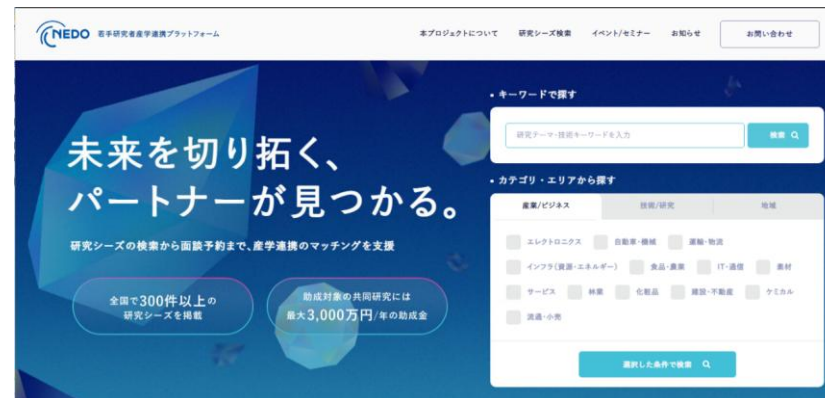 NEDO 若手研究者産学連携プラットフォーム
本プロジェクトについて 研究シーズ検索 イベント/セミナー お知らせ お問い合わせ
未来を切り拓く、
パートナーが見つかる。
研究シーズの検索から面談予約まで、産学連携のマッチングを支援
全国で300件以上の
研究シーズを掲載
助成対象の共同研究には
最大3,000万円/年の助成金
キーワードで探す
研究テーマ・技術キーワードを入力 検索
カテゴリ・エリアから探す
産業/ビジネス 技術/研究 地域
エレクトロニクス 自動車・機械 運輸・物流
インフラ(資源・エネルギー) 食品・農業 IT・通信 素材
サービス 林業 化粧品 建設・不動産 ケミカル
流通・小売
選択した条件で検索